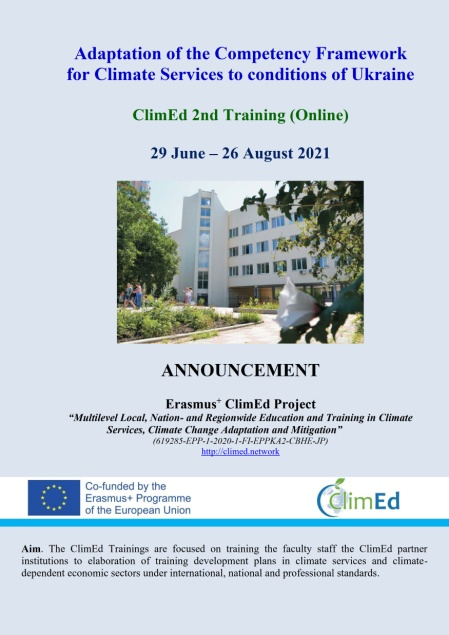 Adaptation of the Competency Framework
for Climate Services to conditions of Ukraine
ClimEd 2nd Training (Online)
29 June – 26 August 2021
ANNOUNCEMENT
Erasmus+ ClimEd Project
“Multilevel Local, Nation- and Regionwide Education and Training in Climate
Services, Climate Change Adaptation and Mitigation”
(619285-EPP-1-2020-1-FI-EPPKA2-CBHE-JP)
http://climed.network
Co-funded by the
Erasmus+ Programme
of the European Union
ClimEd
Aim. The ClimEd Trainings are focused on training the faculty staff the ClimEd partner
institutions to elaboration of training development plans in climate services and climate-
dependent economic sectors under international, national and professional standards.